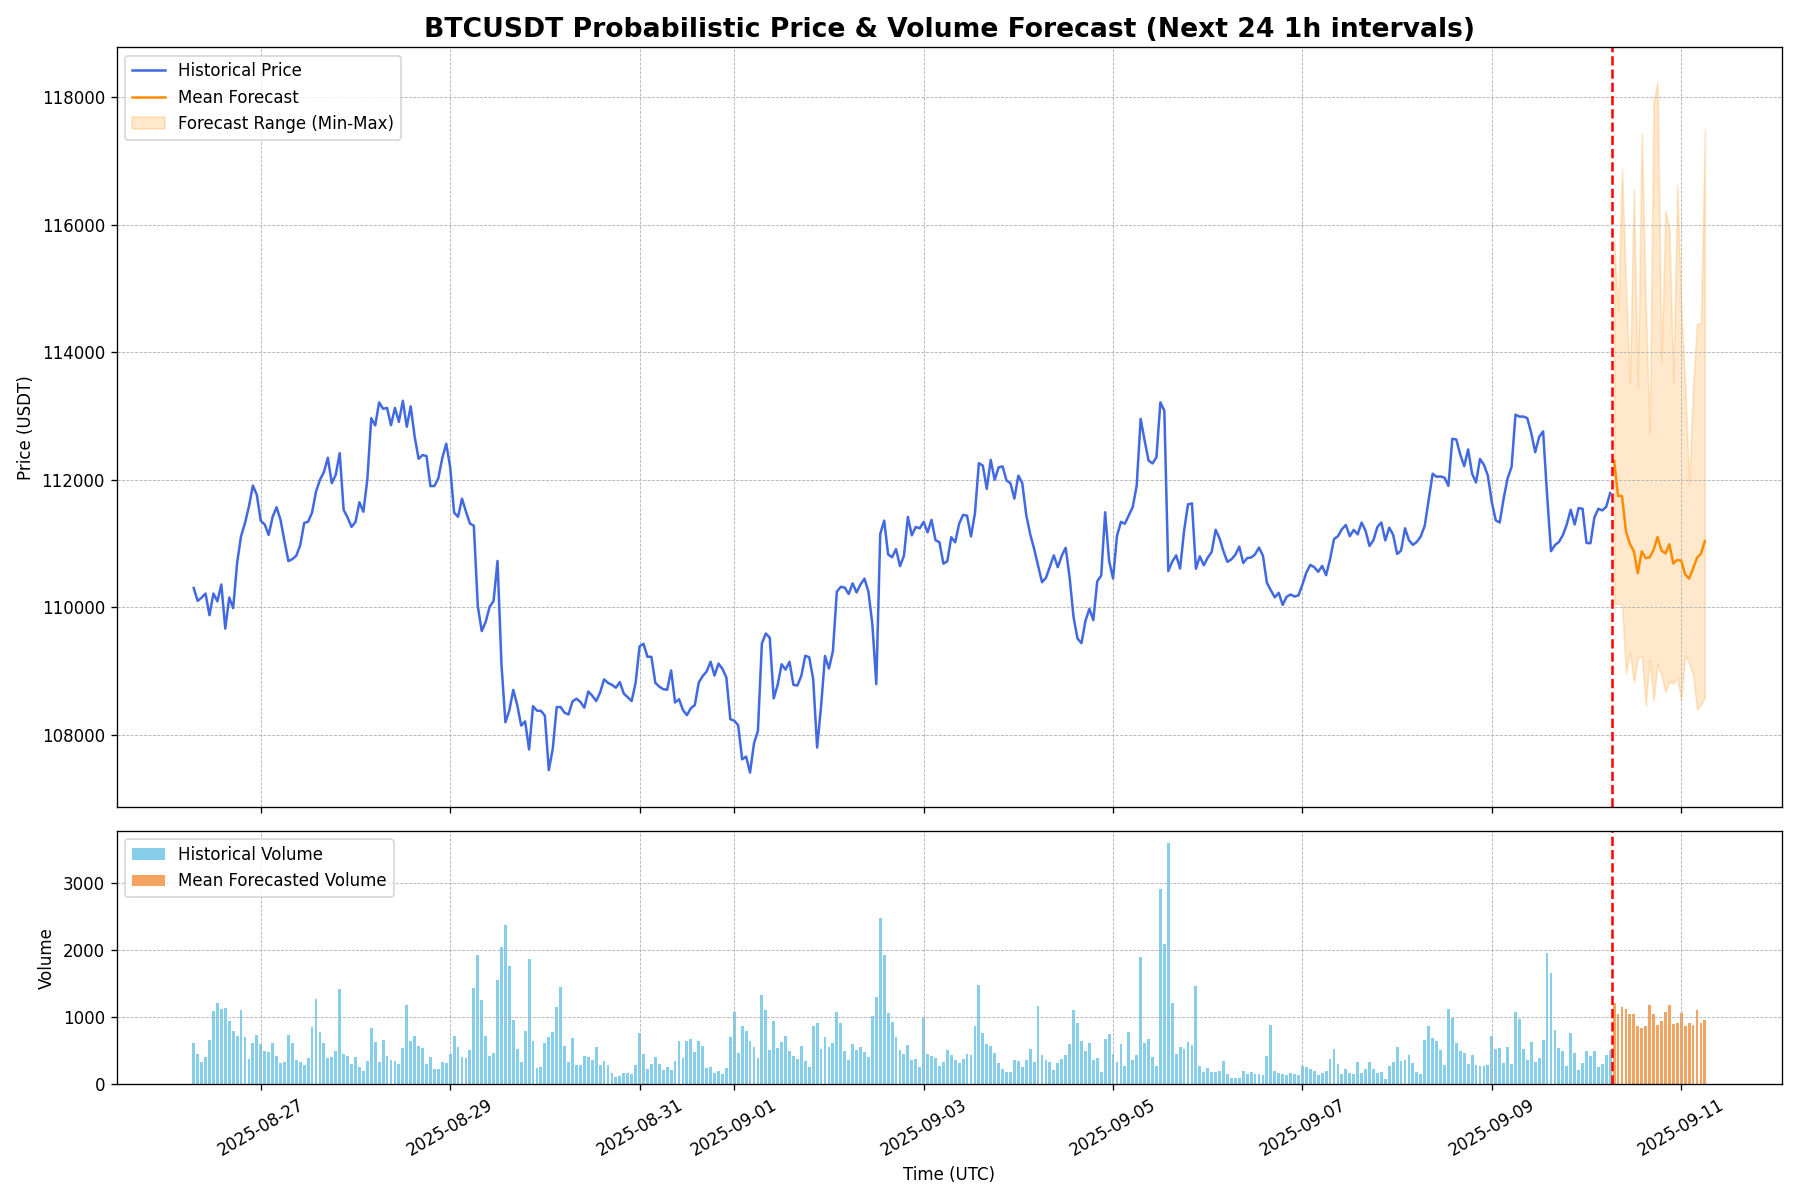 BTCUSDT Probabilistic Price & Volume Forecast (Next 24 1h intervals)
Historical Price
Mean Forecast
Forecast Range (Min-Max)
118000
116000
114000
112000
110000
108000
Price (USDT)
Historical Volume
Mean Forecasted Volume
3000
2000
1000
0
Volume
2025-08-27
2025-08-29
2025-08-31
2025-09-01
2025-09-03
2025-09-05
2025-09-07
2025-09-09
2025-09-11
Time (UTC)